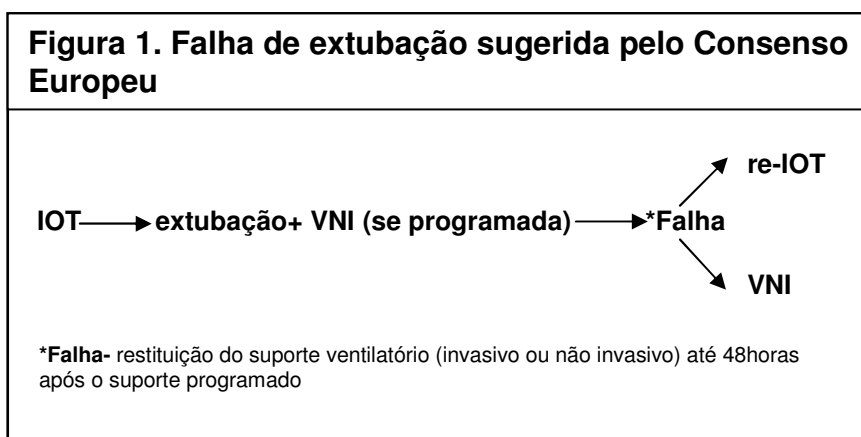 Figura 1. Falha de extubação sugerida pelo Consenso
Europeu
re-IOT
IOT extubação+ VNI (se programada) *Falha
VNI
*Falha- restituição do suporte ventilatório (invasivo ou não invasivo) até 48horas
após o suporte programado